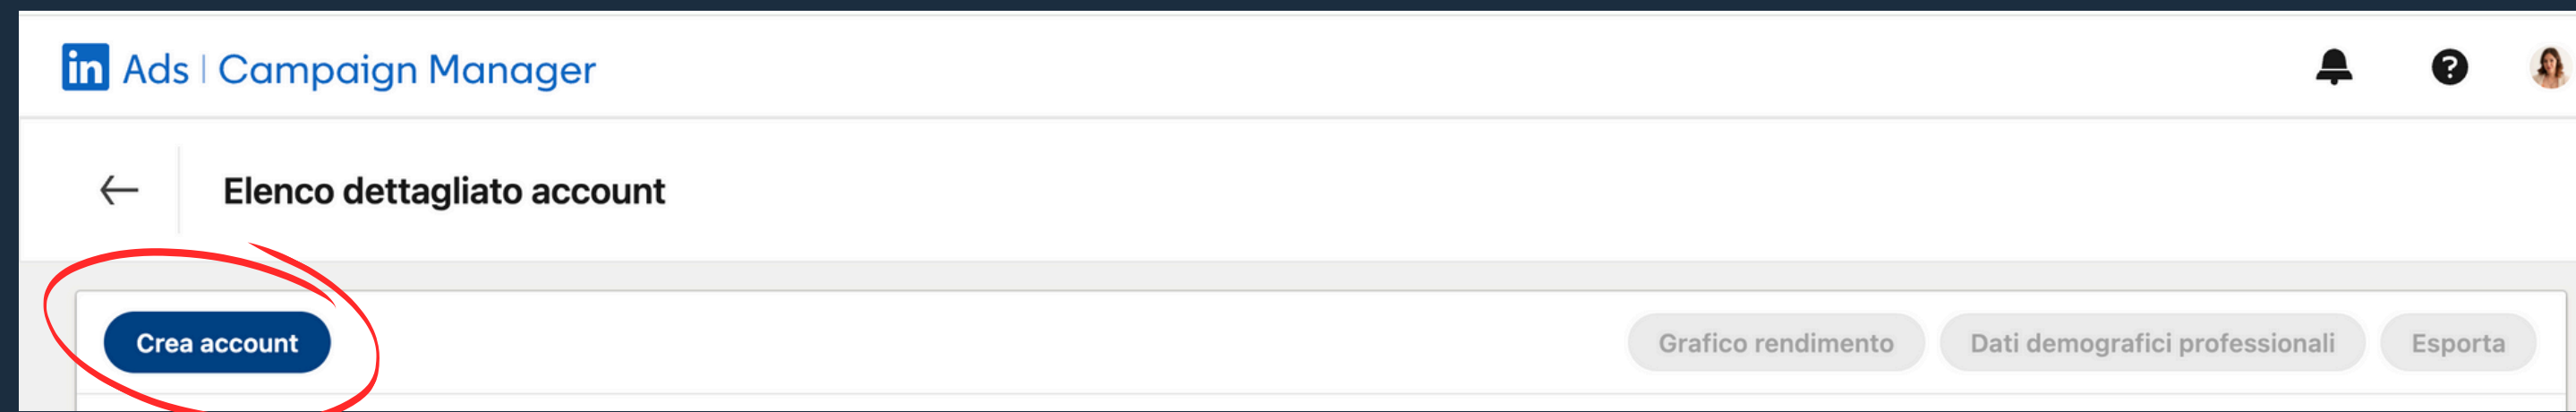 in Ads | Campaign Manager
?
Elenco dettagliato account
Crea account
Grafico rendimento
Dati demografici professionali
Esporta